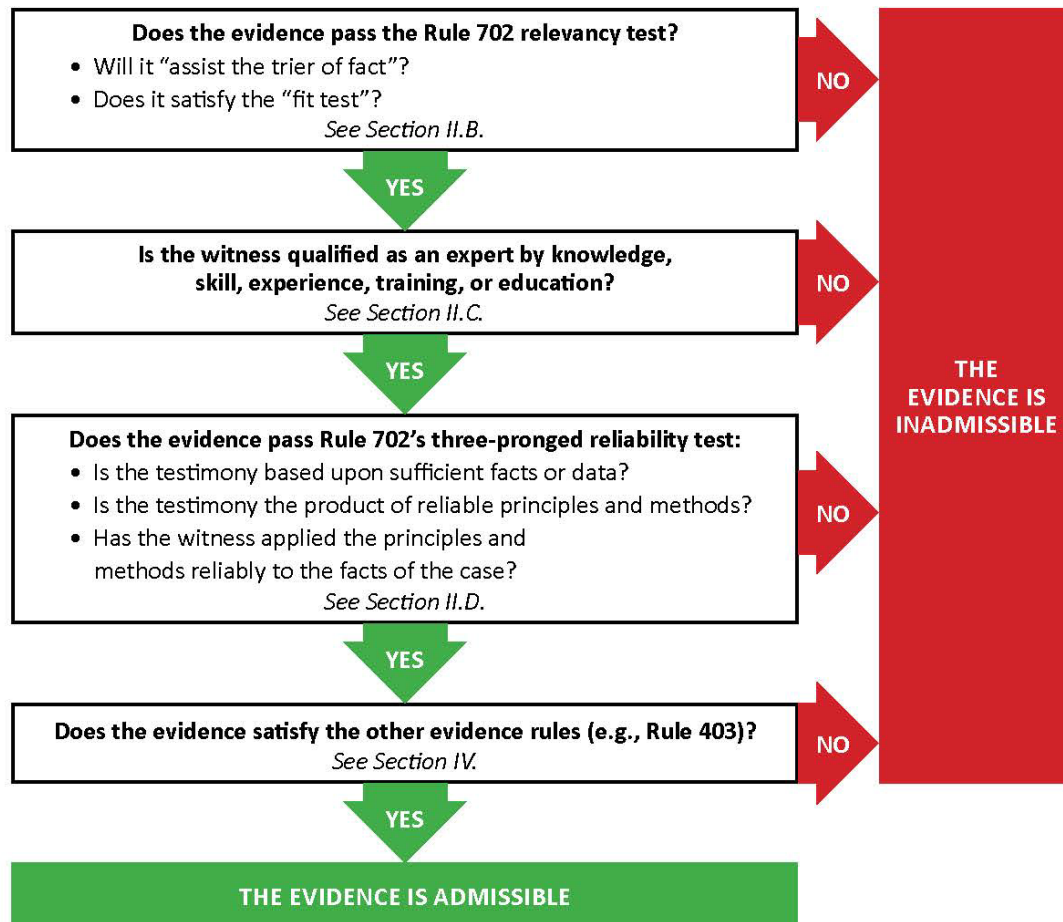 Does the evidence pass the Rule 702 relevancy test?
• Will it “assist the trier of fact”?
• Does it satisfy the “fit test”?
See Section II.B.
NO
YES
Is the witness qualified as an expert by knowledge,
skill, experience, training, or education?
See Section II.C.
NO
YES
THE
EVIDENCE IS
INADMISSIBLE
Does the evidence pass Rule 702’s three-pronged reliability test:
• Is the testimony based upon sufficient facts or data?
• Is the testimony the product of reliable principles and methods?
• Has the witness applied the principles and
methods reliably to the facts of the case?
See Section II.D.
NO
YES
Does the evidence satisfy the other evidence rules (e.g., Rule 403)?
See Section IV.
NO
YES
THE EVIDENCE IS ADMISSIBLE